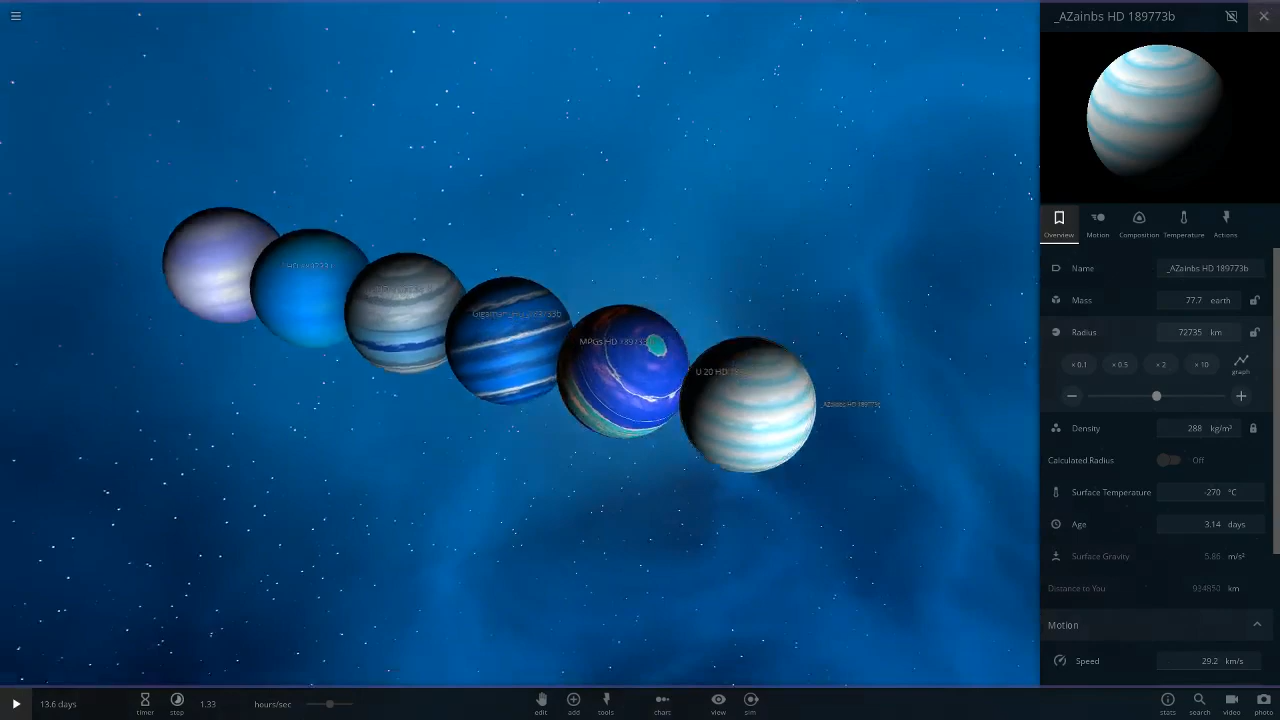 _AZainbs HD 189773b
Overview Motion Composition Temperature Actions
Name _AZainbs HD 189773b
Mass 77.7 earth
Radius 72735 km
× 0.1 × 0.5 × 2 × 10 graph
Density 288 kg/m³
Calculated Radius Off
Surface Temperature -270 °C
Age 3.14 days
Surface Gravity 5.86 m/s²
Distance to You 934850 km
Motion
Speed 29.2 km/s
MPGs HD
U 20 HD
13.6 days
timer step 1.33 hours/sec
edit add tools chart view sim
stats search video photo